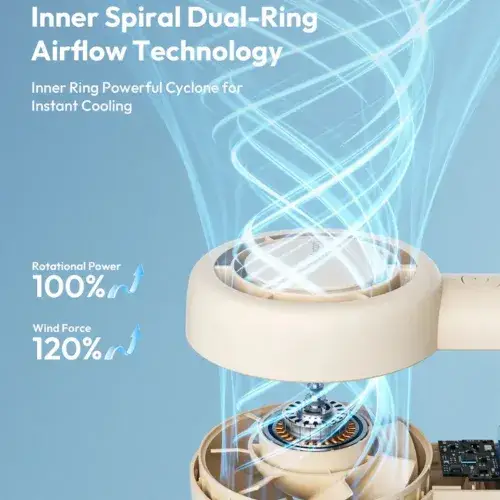 Inner Spiral Dual-Ring
Airflow Technology
Inner Ring Powerful Cyclone for
Instant Cooling
Rotational Power
100%
Wind Force
120%